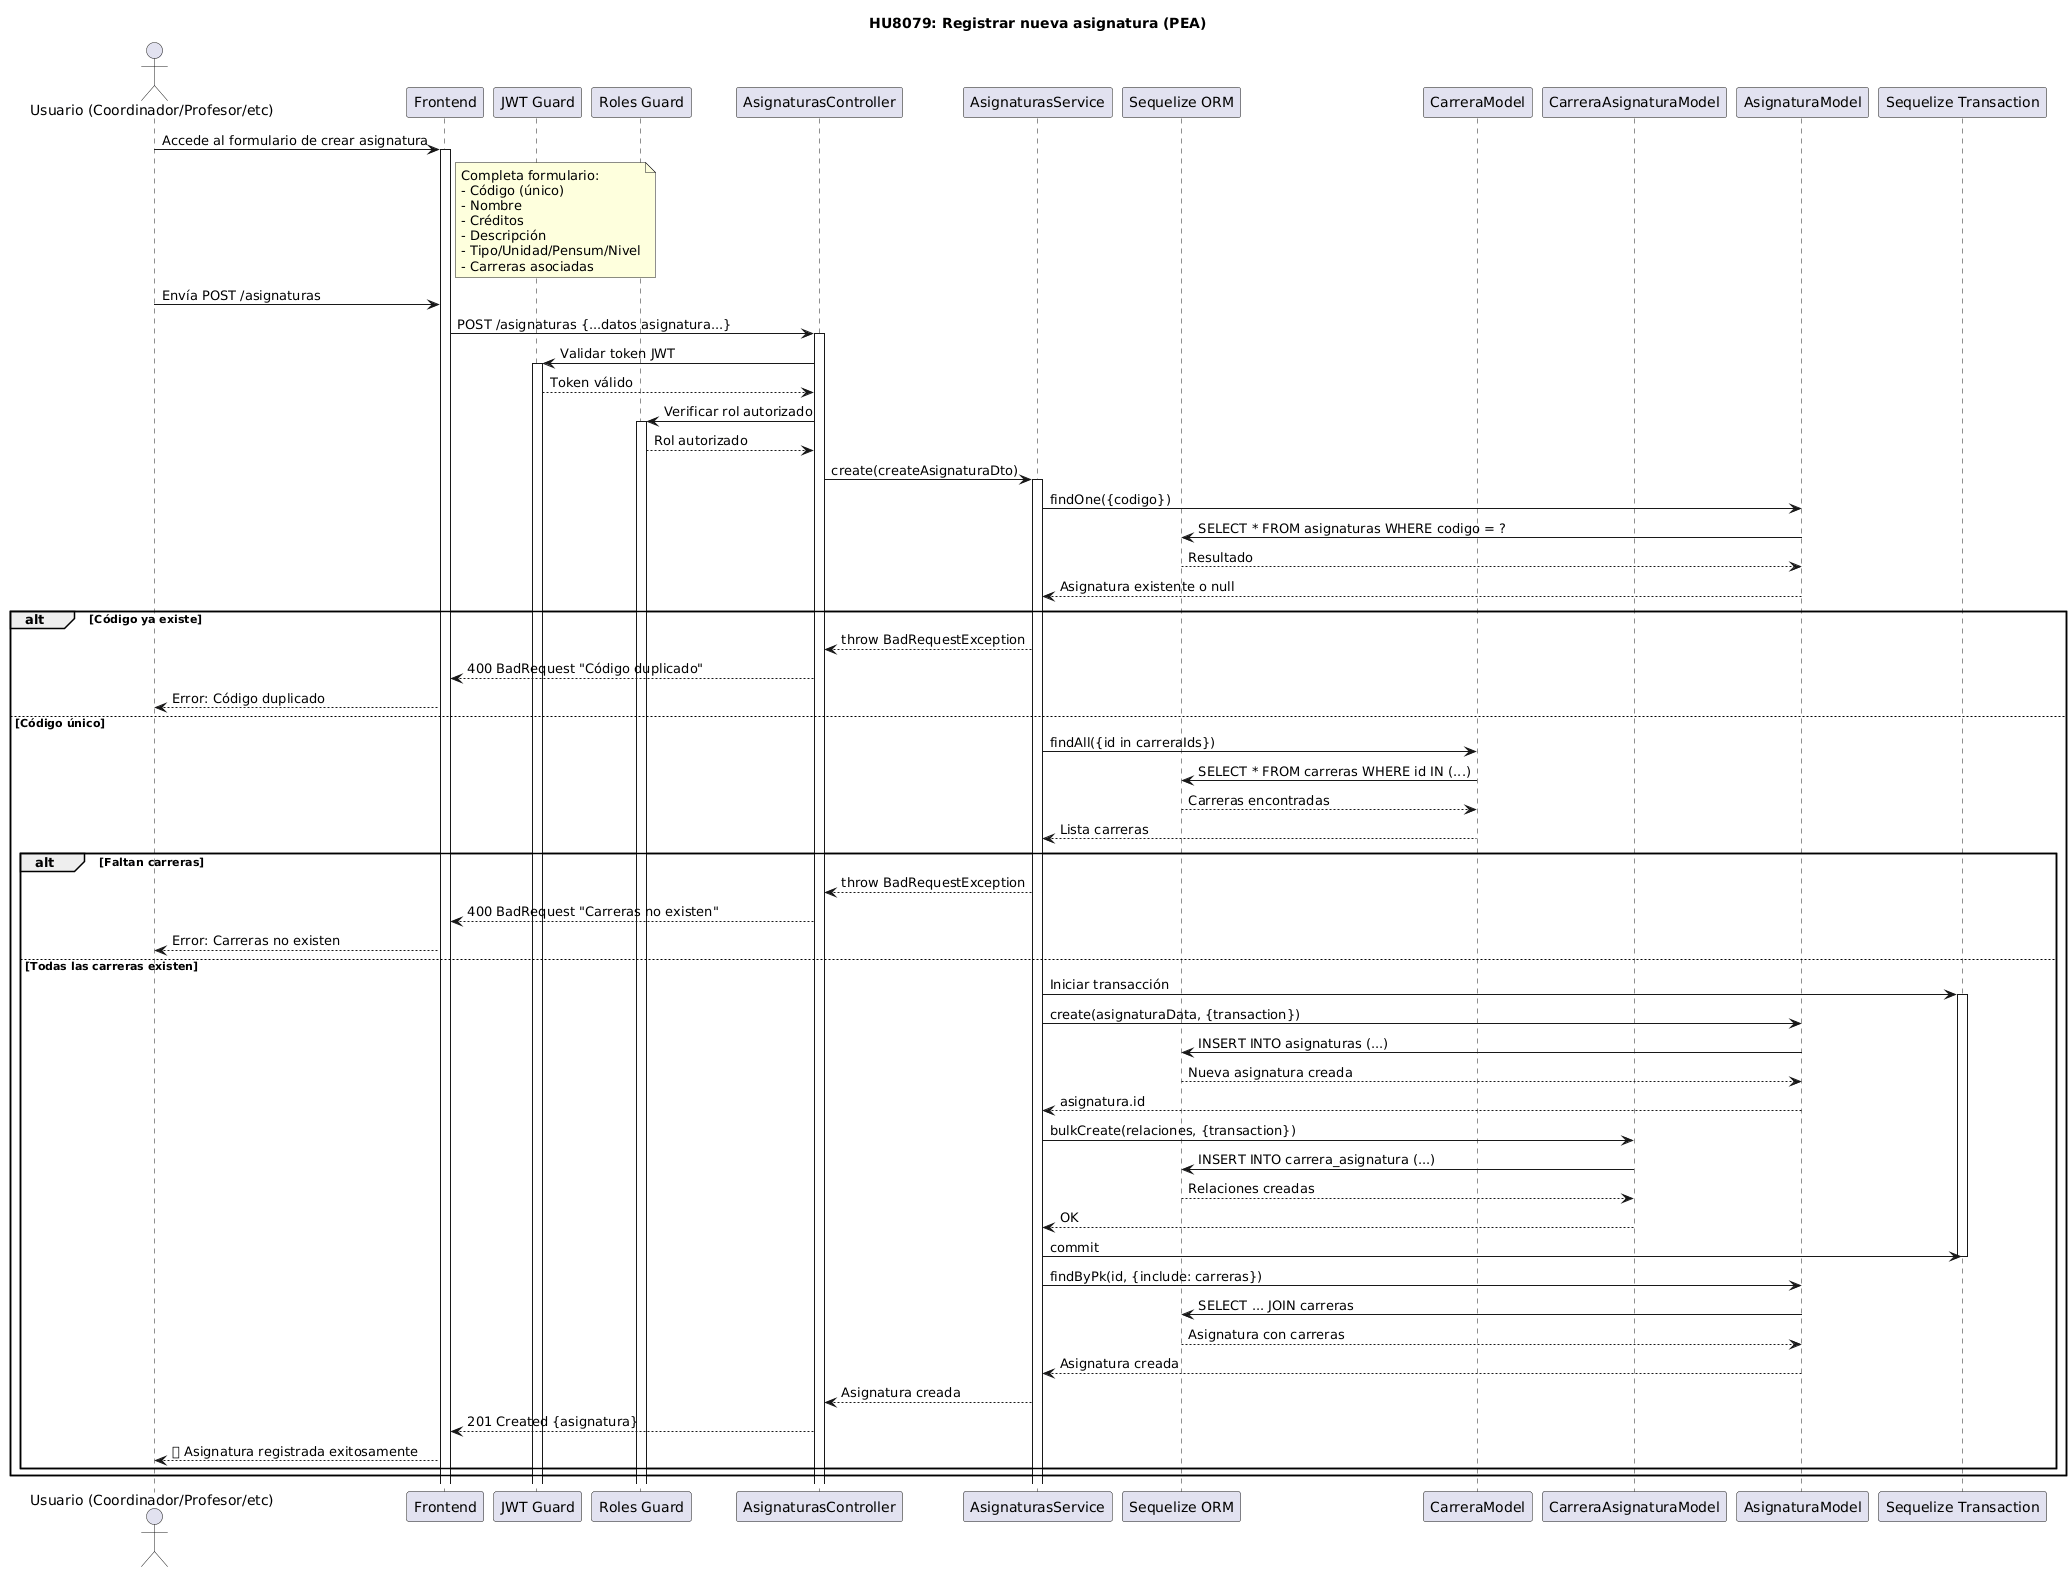 HU8079: Registrar nueva asignatura (PEA)
Usuario (Coordinador/Profesor/etc)
Frontend
JWT Guard
Roles Guard
AsignaturasController
AsignaturasService
Sequelize ORM
CarreraModel
CarreraAsignaturaModel
AsignaturaModel
Sequelize Transaction
Accede al formulario de crear asignatura
Completa formulario:
- Código (único)
- Nombre
- Créditos
- Descripción
- Tipo/Unidad/Pensum/Nivel
- Carreras asociadas
Envía POST /asignaturas
POST /asignaturas {...datos asignatura...}
Validar token JWT
Token válido
Verificar rol autorizado
Rol autorizado
create(createAsignaturaDto)
findOne({codigo})
SELECT * FROM asignaturas WHERE codigo = ?
Resultado
Asignatura existente o null
alt [Código ya existe]
throw BadRequestException
400 BadRequest "Código duplicado"
Error: Código duplicado
[Código único]
findAll({id in carreraIds})
SELECT * FROM carreras WHERE id IN (...)
Carreras encontradas
Lista carreras
alt [Faltan carreras]
throw BadRequestException
400 BadRequest "Carreras no existen"
Error: Carreras no existen
[Todas las carreras existen]
Iniciar transacción
create(asignaturaData, {transaction})
INSERT INTO asignaturas (...)
Nueva asignatura creada
asignatura.id
bulkCreate(relaciones, {transaction})
INSERT INTO carrera_asignatura (...)
Relaciones creadas
OK
commit
findByPk(id, {include: carreras})
SELECT ... JOIN carreras
Asignatura con carreras
Asignatura creada
Asignatura creada
201 Created {asignatura}
Asignatura registrada exitosamente
Usuario (Coordinador/Profesor/etc)
Frontend
JWT Guard
Roles Guard
AsignaturasController
AsignaturasService
Sequelize ORM
CarreraModel
CarreraAsignaturaModel
AsignaturaModel
Sequelize Transaction